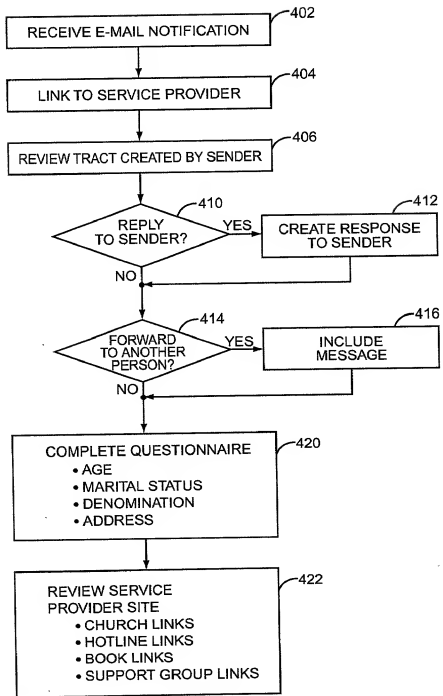 RECEIVE E-MAIL NOTIFICATION
402
LINK TO SERVICE PROVIDER
404
REVIEW TRACT CREATED BY SENDER
406
REPLY
TO SENDER?
410
YES
CREATE RESPONSE
TO SENDER
412
NO
FORWARD
TO ANOTHER
PERSON?
414
YES
INCLUDE
MESSAGE
416
NO
COMPLETE QUESTIONNAIRE
• AGE
• MARITAL STATUS
• DENOMINATION
• ADDRESS
420
REVIEW SERVICE
PROVIDER SITE
• CHURCH LINKS
• HOTLINE LINKS
• BOOK LINKS
• SUPPORT GROUP LINKS
422